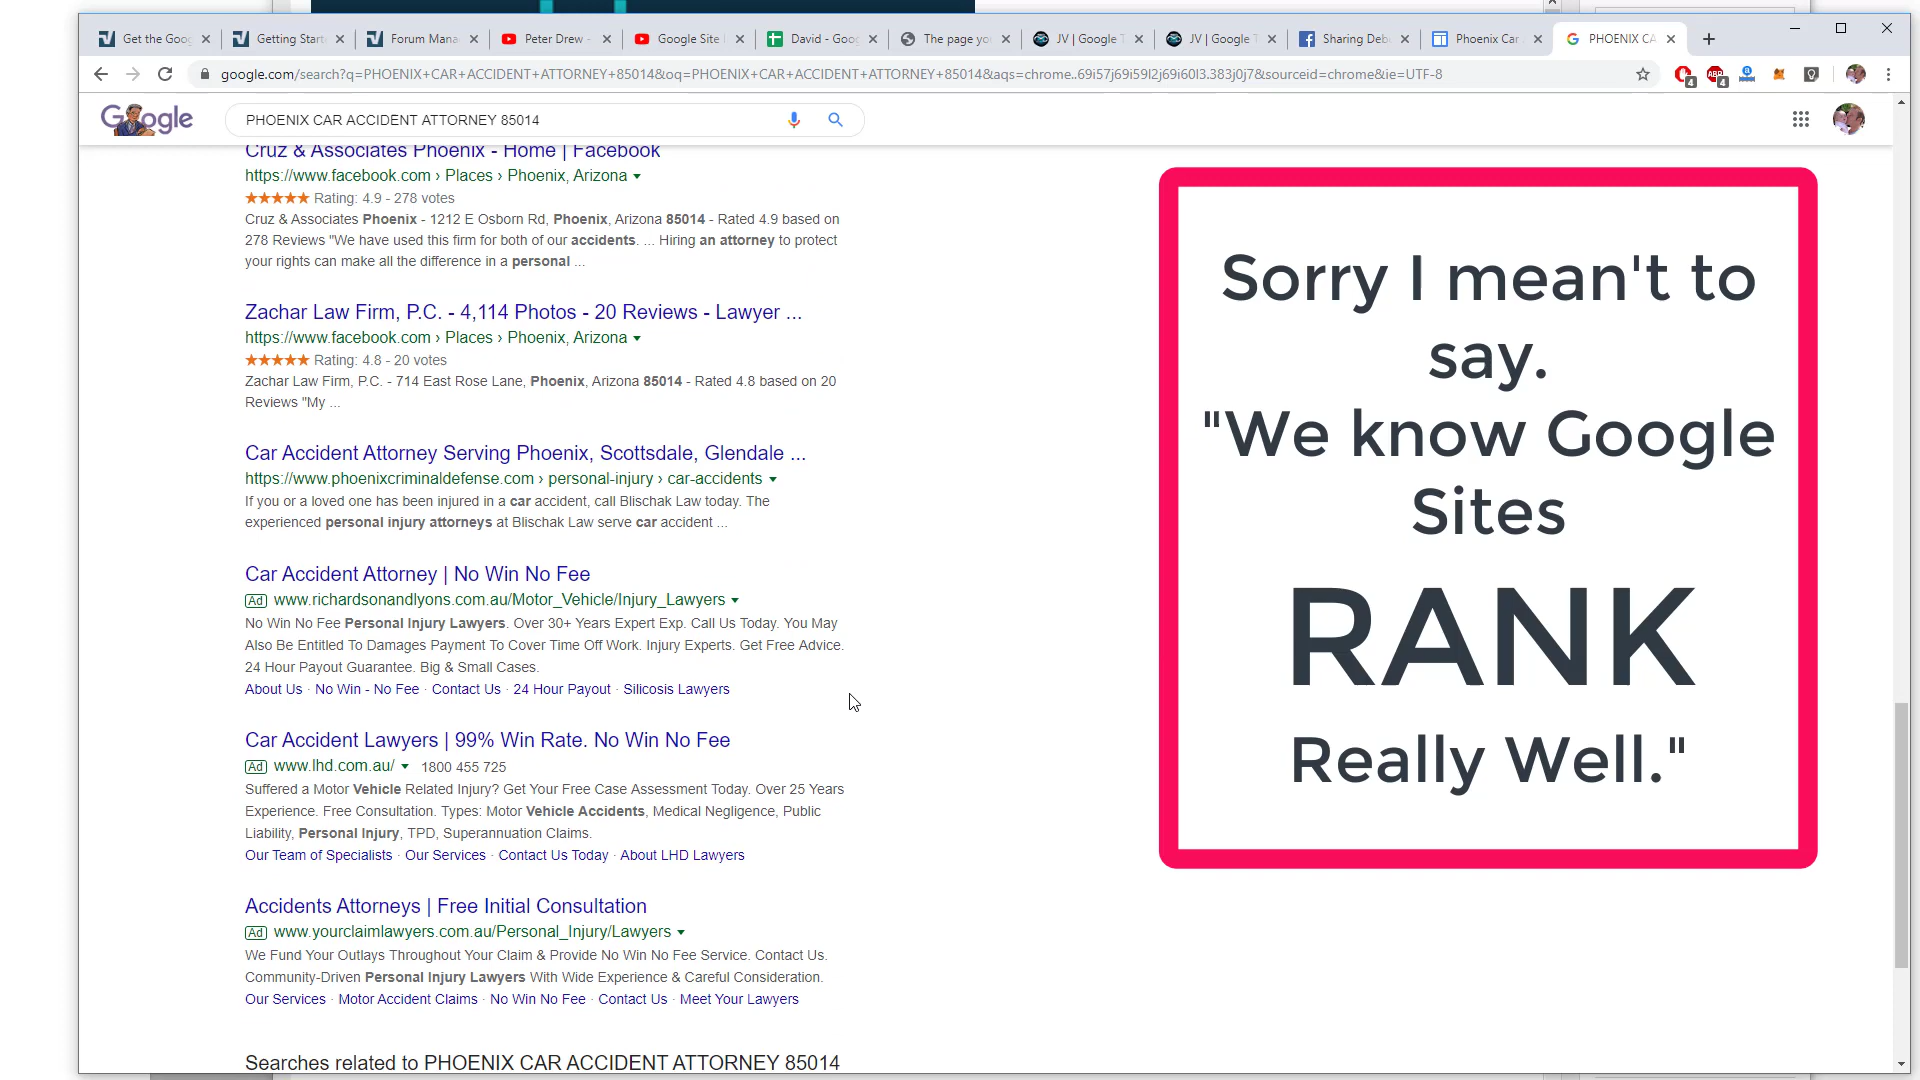 Get the Goog
Getting Start
Forum Mana
Peter Drew -
Google Site
David - Goog
The page yo
JV | Google T
JV | Google T
Sharing Deb
Phoenix Car
PHOENIX CA
google.com/search?q=PHOENIX+CAR+ACCIDENT+ATTORNEY+85014&oq=PHOENIX+CAR+ACCIDENT+ATTORNEY+85014&aqs=chrome..69i57j69i59l2j69i60l3.383j0j7&sourceid=chrome&ie=UTF-8
4
ABP
4
Google
PHOENIX CAR ACCIDENT ATTORNEY 85014
Cruz & Associates Phoenix - Home | Facebook
https://www.facebook.com › Places › Phoenix, Arizona
Rating: 4.9 - 278 votes
Cruz & Associates Phoenix - 1212 E Osborn Rd, Phoenix, Arizona 85014 - Rated 4.9 based on
278 Reviews "We have used this firm for both of our accidents. ... Hiring an attorney to protect
your rights can make all the difference in a personal ...
Zachar Law Firm, P.C. - 4,114 Photos - 20 Reviews - Lawyer ...
https://www.facebook.com › Places › Phoenix, Arizona
Rating: 4.8 - 20 votes
Zachar Law Firm, P.C. - 714 East Rose Lane, Phoenix, Arizona 85014 - Rated 4.8 based on 20
Reviews "My ...
Car Accident Attorney Serving Phoenix, Scottsdale, Glendale ...
https://www.phoenixcriminaldefense.com › personal-injury › car-accidents
If you or a loved one has been injured in a car accident, call Blischak Law today. The
experienced personal injury attorneys at Blischak Law serve car accident ...
Car Accident Attorney | No Win No Fee
Ad www.richardsonandlyons.com.au/Motor_Vehicle/Injury_Lawyers
No Win No Fee Personal Injury Lawyers. Over 30+ Years Expert Exp. Call Us Today. You May
Also Be Entitled To Damages Payment To Cover Time Off Work. Injury Experts. Get Free Advice.
24 Hour Payout Guarantee. Big & Small Cases.
About Us · No Win - No Fee · Contact Us · 24 Hour Payout · Silicosis Lawyers
Car Accident Lawyers | 99% Win Rate. No Win No Fee
Ad www.lhd.com.au/ 1800 455 725
Suffered a Motor Vehicle Related Injury? Get Your Free Case Assessment Today. Over 25 Years
Experience. Free Consultation. Types: Motor Vehicle Accidents, Medical Negligence, Public
Liability, Personal Injury, TPD, Superannuation Claims.
Our Team of Specialists · Our Services · Contact Us Today · About LHD Lawyers
Accidents Attorneys | Free Initial Consultation
Ad www.yourclaimlawyers.com.au/Personal_Injury/Lawyers
We Fund Your Outlays Throughout Your Claim & Provide No Win No Fee Service. Contact Us.
Community-Driven Personal Injury Lawyers With Wide Experience & Careful Consideration.
Our Services · Motor Accident Claims · No Win No Fee · Contact Us · Meet Your Lawyers
Searches related to PHOENIX CAR ACCIDENT ATTORNEY 85014
Sorry I mean't to
say.
"We know Google
Sites
RANK
Really Well."